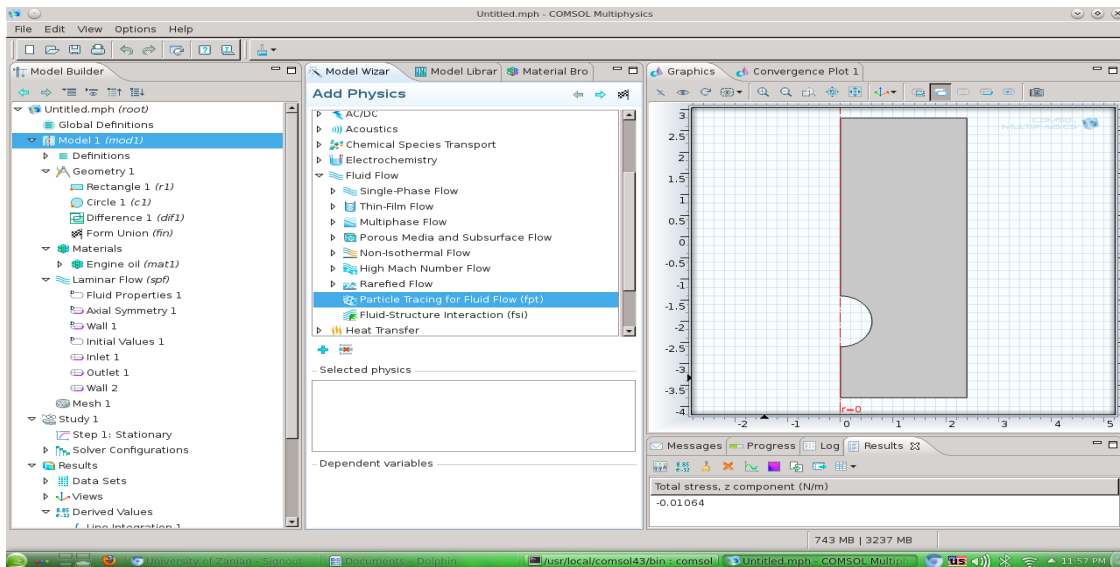 Untitled.mph - COMSOL Multiphysics
File Edit View Options Help
Model Builder
Untitled.mph (root)
Global Definitions
Model 1 (mod1)
Definitions
Geometry 1
Rectangle 1 (r1)
Circle 1 (c1)
Difference 1 (dif1)
Form Union (fin)
Materials
Engine oil (mat1)
Laminar Flow (spf)
Fluid Properties 1
Axial Symmetry 1
Wall 1
Initial Values 1
Inlet 1
Outlet 1
Wall 2
Mesh 1
Study 1
Step 1: Stationary
Solver Configurations
Results
Data Sets
Views
Derived Values
Line Integration 1
Model Wizar Model Librar Material Bro
Add Physics
AC/DC
Acoustics
Chemical Species Transport
Electrochemistry
Fluid Flow
Single-Phase Flow
Thin-Film Flow
Multiphase Flow
Porous Media and Subsurface Flow
Non-Isothermal Flow
High Mach Number Flow
Rarefied Flow
Particle Tracing for Fluid Flow (fpt)
Fluid-Structure Interaction (fsi)
Heat Transfer
Selected physics
Dependent variables
Graphics Convergence Plot 1
COMSOL
MULTIPHYSICS
3
2.5
2
1.5
1
0.5
0
-0.5
-1
-1.5
-2
-2.5
-3
-3.5
-4
r=0
-2 -1 0 1 2 3 4 5
Messages Progress Log Results
8.85
e-12
Total stress, z component (N/m)
-0.01064
743 MB | 3237 MB
University of Zanjan - Signout
Documents - Dolphin
/usr/local/comsol43/bin : comsol
Untitled.mph - COMSOL Multip
us
11:57 PM